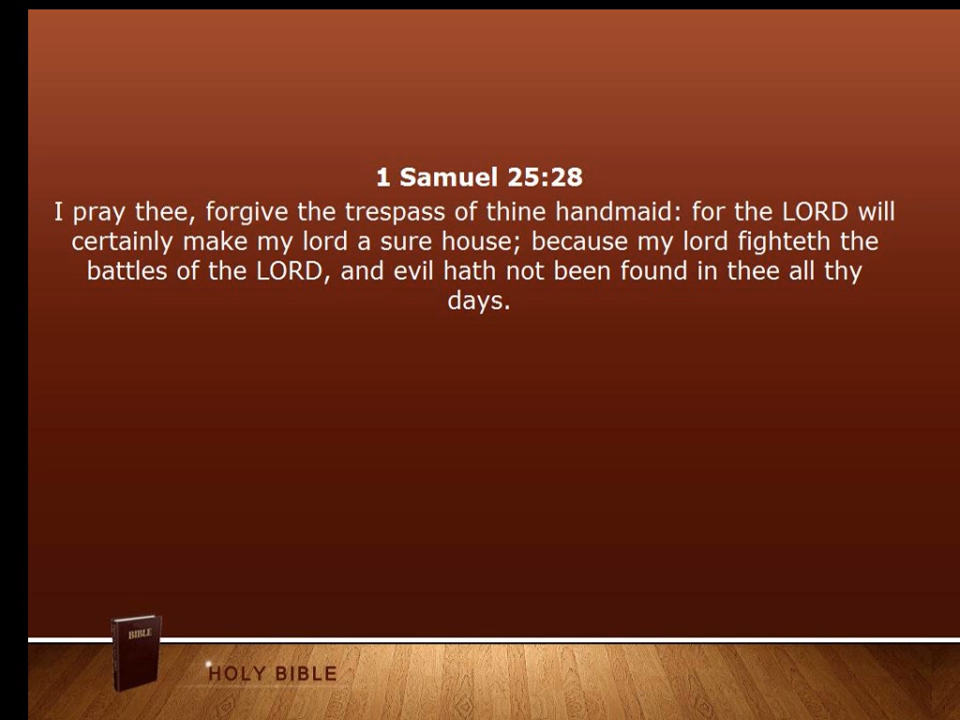 1 Samuel 25:28
I pray thee, forgive the trespass of thine handmaid: for the LORD will
certainly make my lord a sure house; because my lord fighteth the
battles of the LORD, and evil hath not been found in thee all thy
days.
BIBLE
HOLY BIBLE